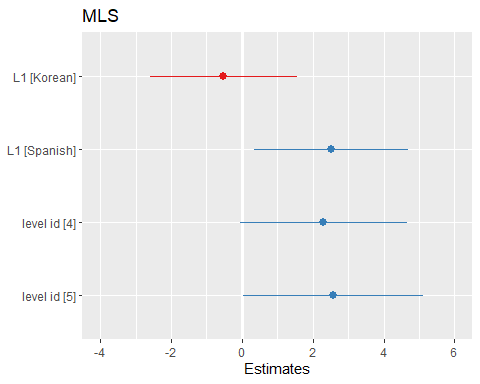 MLS
L1 [Korean]
L1 [Spanish]
level id [4]
level id [5]
-4 -2 0 2 4 6
Estimates